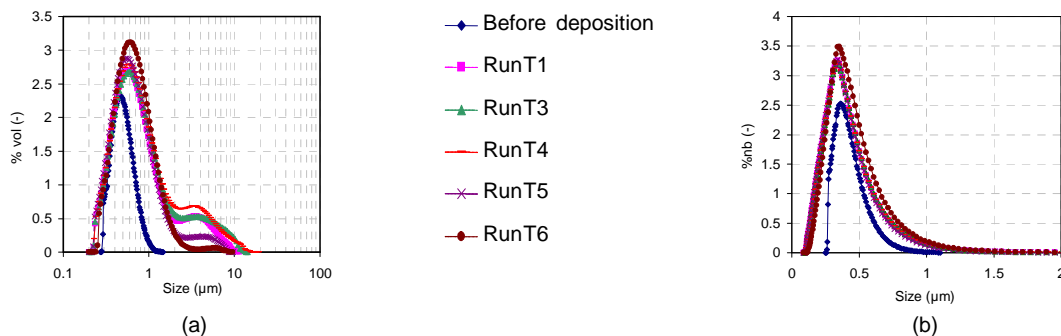 3.5
3
2.5
2
1.5
1
0.5
0
0.1
1
10
100
% vol (-)
Size (µm)
(a)
Before deposition
RunT1
RunT3
RunT4
RunT5
RunT6
4
3.5
3
2.5
2
1.5
1
0.5
0
0
0.5
1
1.5
2
%nb (-)
Size (µm)
(b)